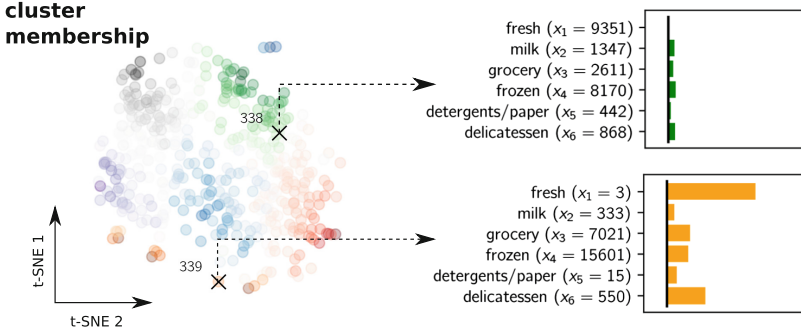 cluster
membership
338
339
t-SNE 1
t-SNE 2
fresh (x₁ = 9351)
milk (x₂ = 1347)
grocery (x₃ = 2611)
frozen (x₄ = 8170)
detergents/paper (x₅ = 442)
delicatessen (x₆ = 868)
fresh (x₁ = 3)
milk (x₂ = 333)
grocery (x₃ = 7021)
frozen (x₄ = 15601)
detergents/paper (x₅ = 15)
delicatessen (x₆ = 550)